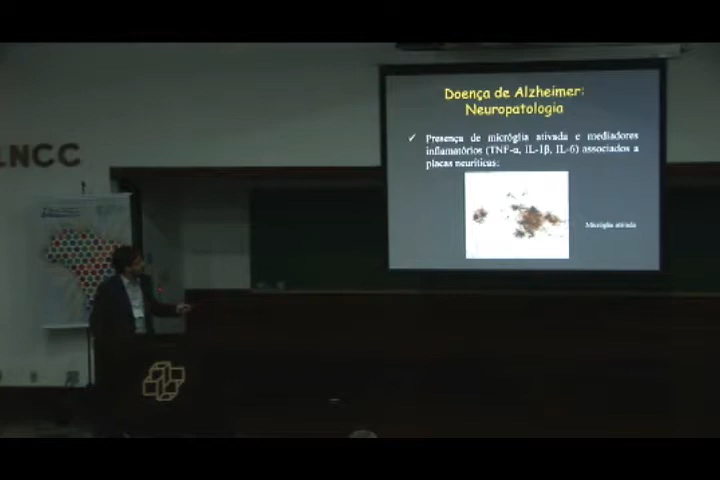 Doença de Alzheimer:
Neuropatologia
✓ Presença de micróglia ativada e mediadores
inflamatórios (TNF-α, IL-1β, IL-6) associados a
placas neuríticas:
Micróglia ativada
LNCC